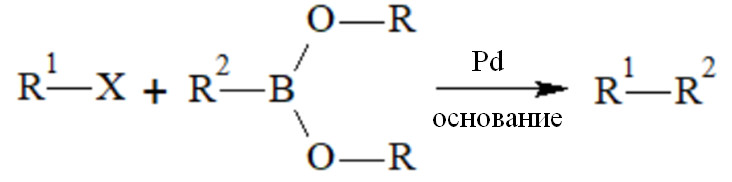 O—R
R¹—X + R²—B
Pd
основание
R¹—R²
O—R